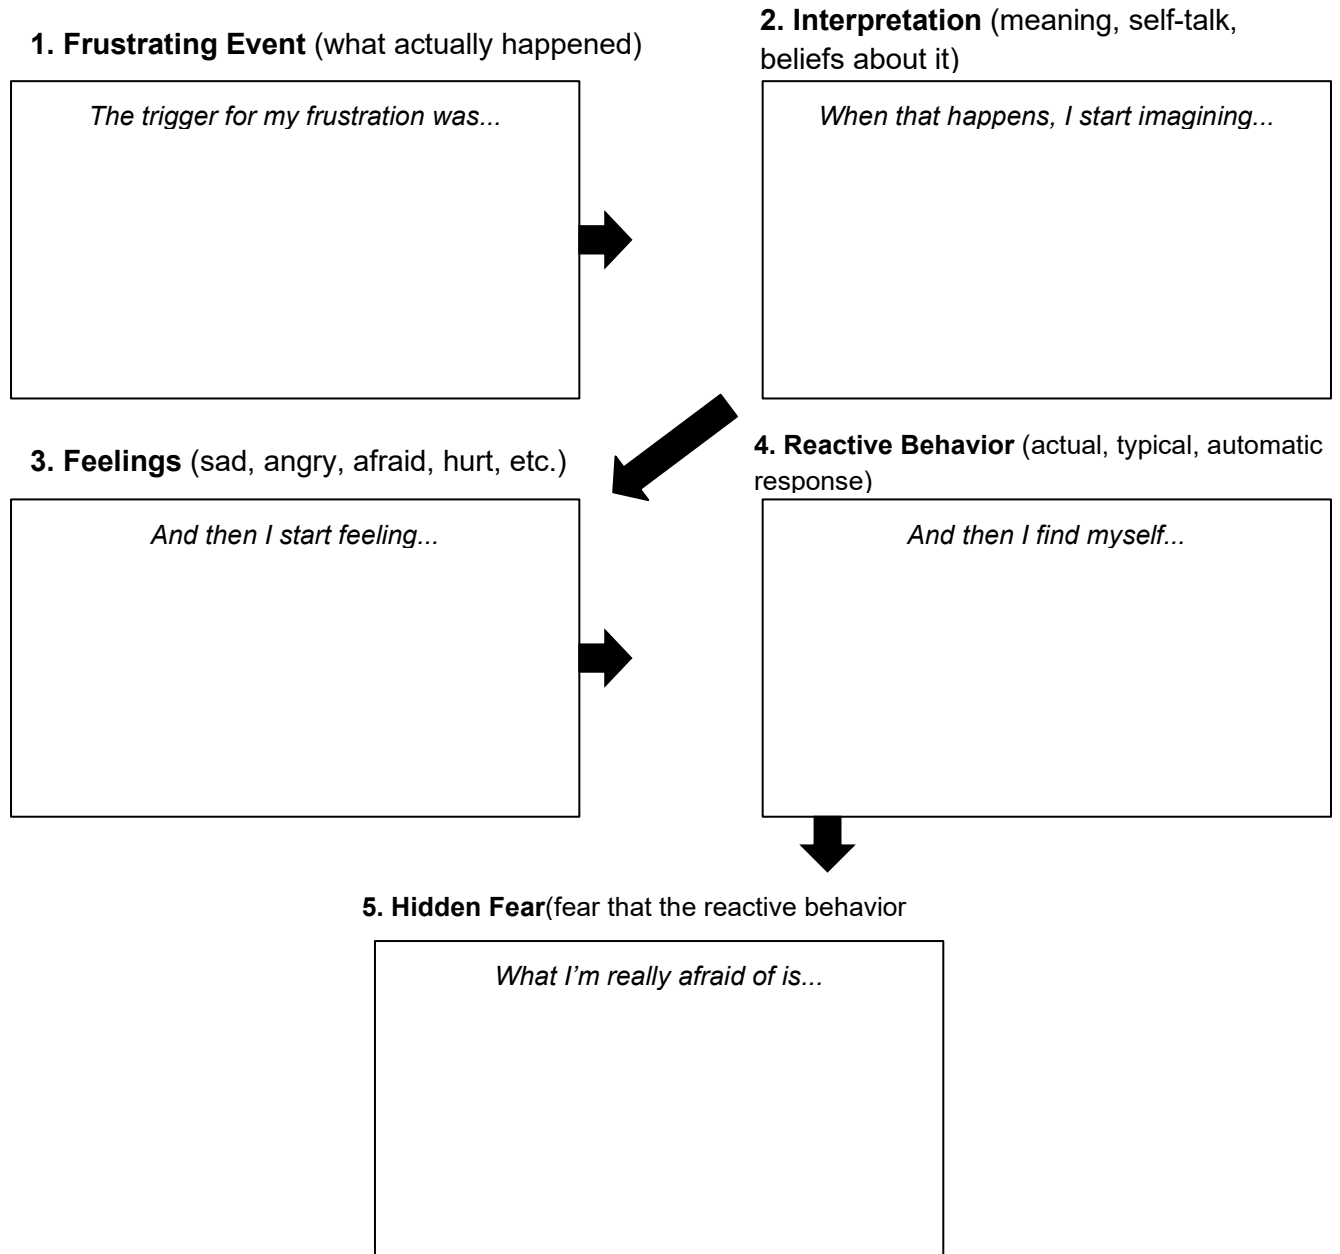 1. Frustrating Event (what actually happened)
2. Interpretation (meaning, self-talk,
beliefs about it)
The trigger for my frustration was...
When that happens, I start imagining...
3. Feelings (sad, angry, afraid, hurt, etc.)
4. Reactive Behavior (actual, typical, automatic
response)
And then I start feeling...
And then I find myself...
5. Hidden Fear(fear that the reactive behavior
What I'm really afraid of is...